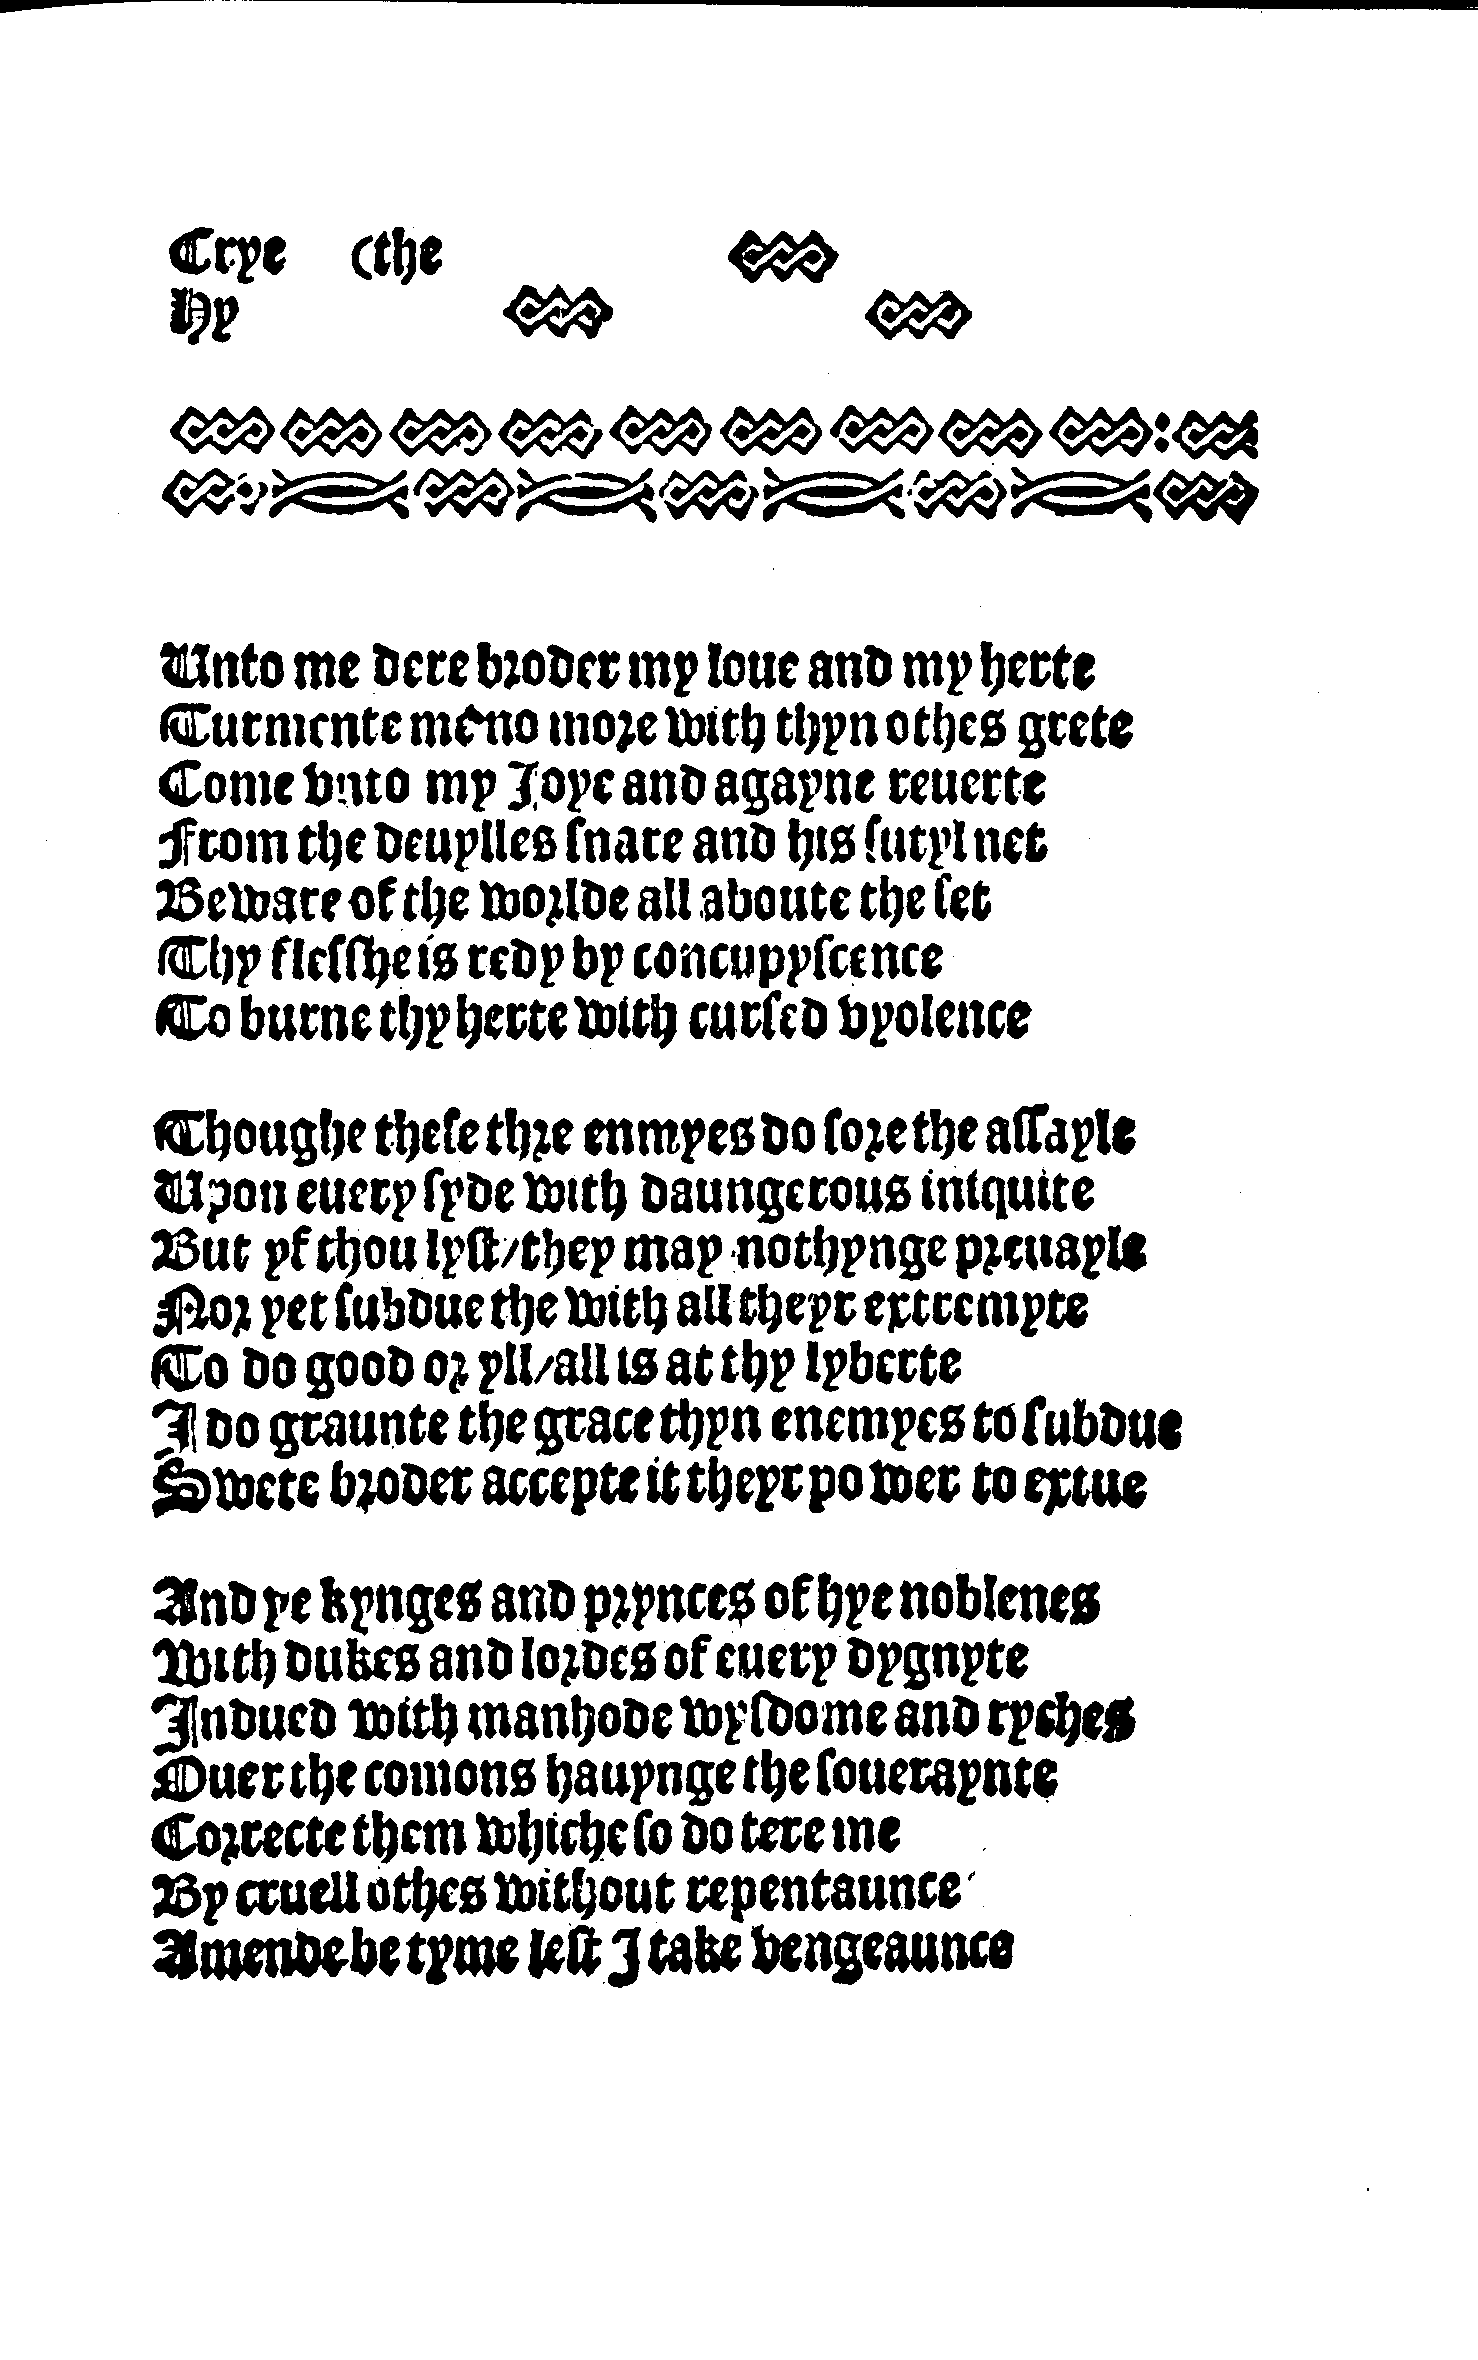 Crye (the
Hy
Unto me dere broder my loue and my herte
Turmente me no more with thyn othes grete
Come vnto my Joye and agayne reuerte
From the deuylles snare and his sutyl net
Beware of the worlde all aboute the set
Thy flesshe is redy by concupyscence
To burne thy herte with cursed vyolence
Thoughe these thre enmyes do sore the assayle
Upon euery syde with daungerous iniquite
But yf thou lyst/they may nothynge preuayle
Nor yet subdue the with all theyr extremyte
To do good or yll/all is at thy lyberte
I do graunte the grace thyn enemyes to subdue
Swete broder accepte it theyr power to extue
And ye kynges and prynces of hye noblenes
With dukes and lordes of euery dygnyte
Indued with manhode wysdome and ryches
Ouer the comons hauynge the soueraynte
Correcte them whiche so do tere me
By cruell othes without repentaunce
Amende be tyme lest I take vengeaunce